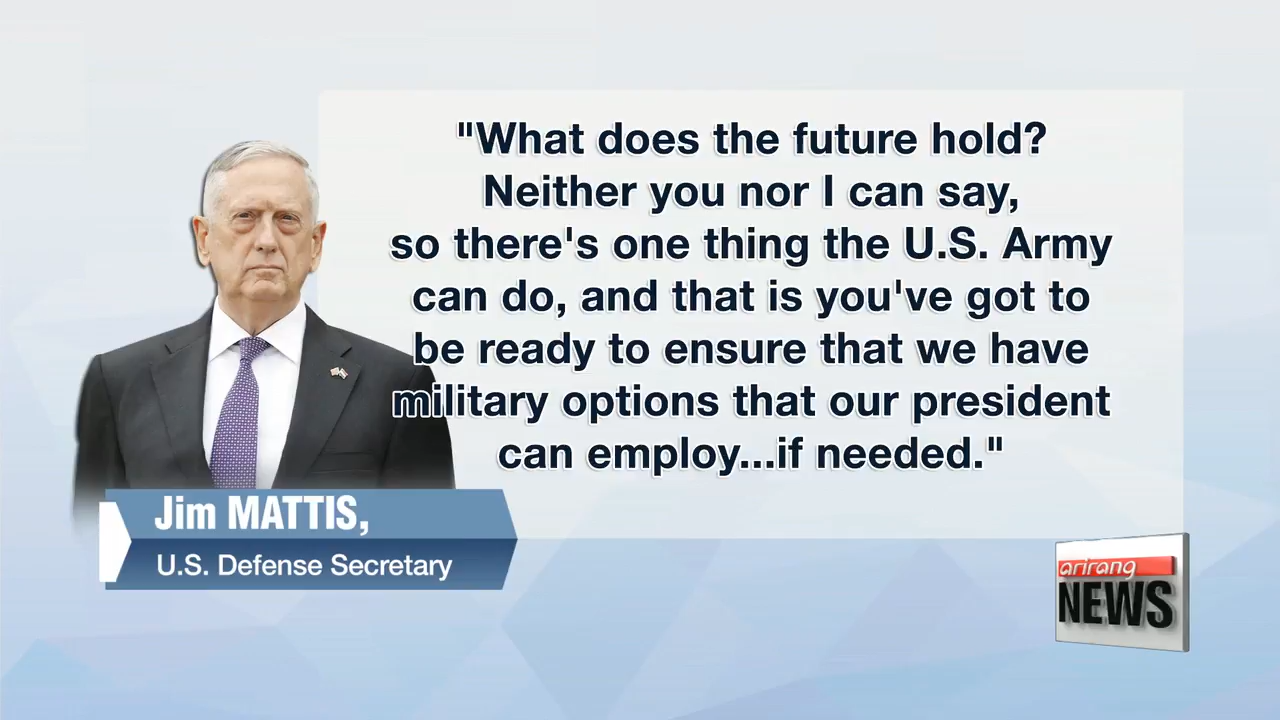 "What does the future hold?
Neither you nor I can say,
so there's one thing the U.S. Army
can do, and that is you've got to
be ready to ensure that we have
military options that our president
can employ...if needed."
Jim MATTIS,
U.S. Defense Secretary
arirang
NEWS